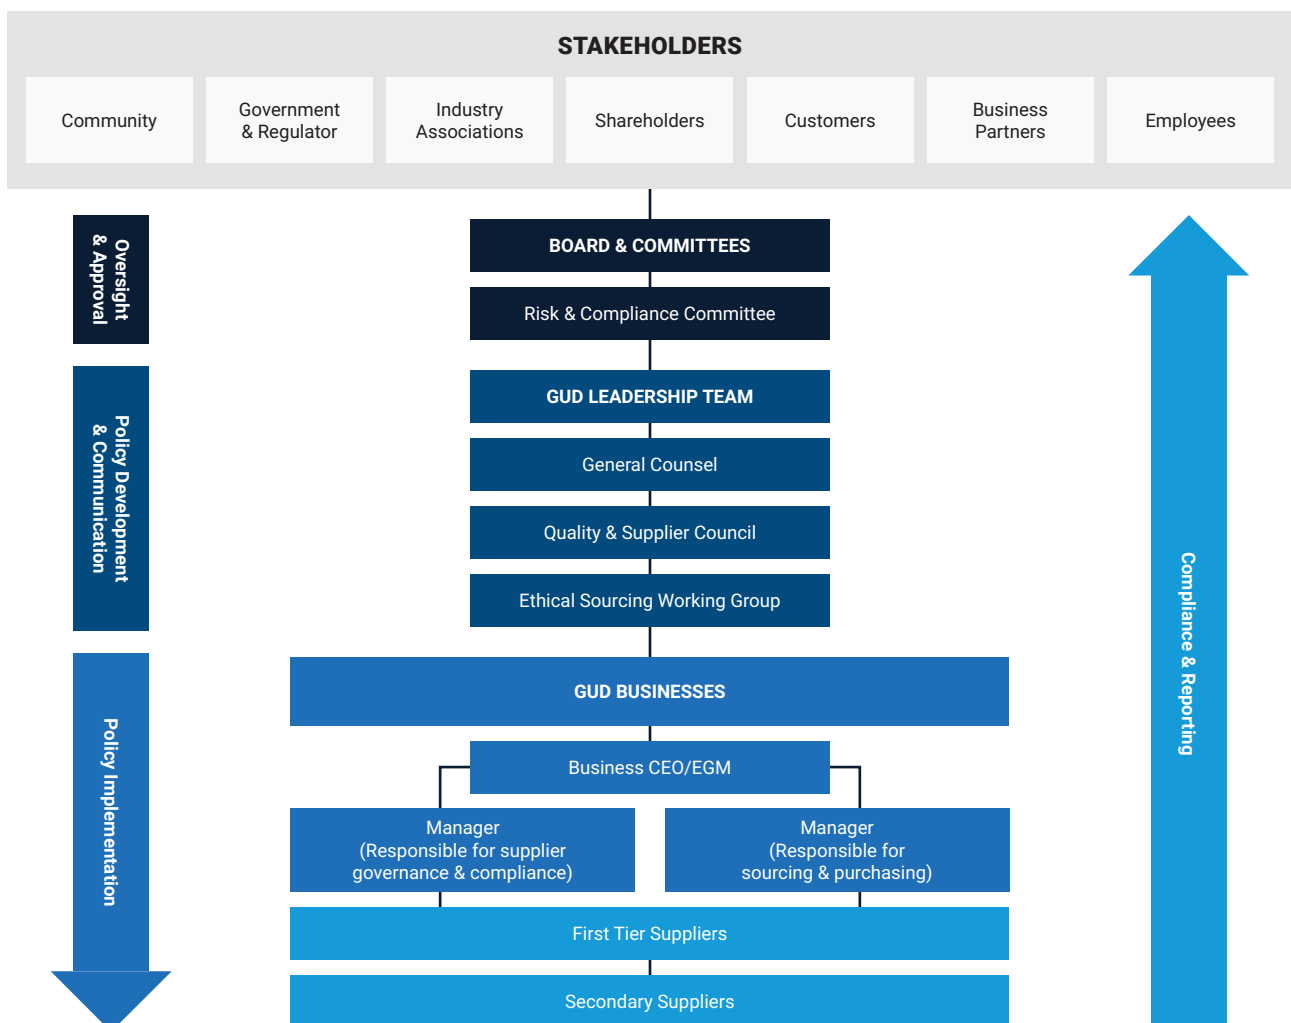 STAKEHOLDERS
Community
Government
& Regulator
Industry
Associations
Shareholders
Customers
Business
Partners
Employees
Oversight
& Approval
BOARD & COMMITTEES
Risk & Compliance Committee
Policy Development
& Communication
GUD LEADERSHIP TEAM
General Counsel
Quality & Supplier Council
Ethical Sourcing Working Group
Policy Implementation
GUD BUSINESSES
Business CEO/EGM
Manager
(Responsible for supplier
governance & compliance)
Manager
(Responsible for
sourcing & purchasing)
First Tier Suppliers
Secondary Suppliers
Compliance & Reporting